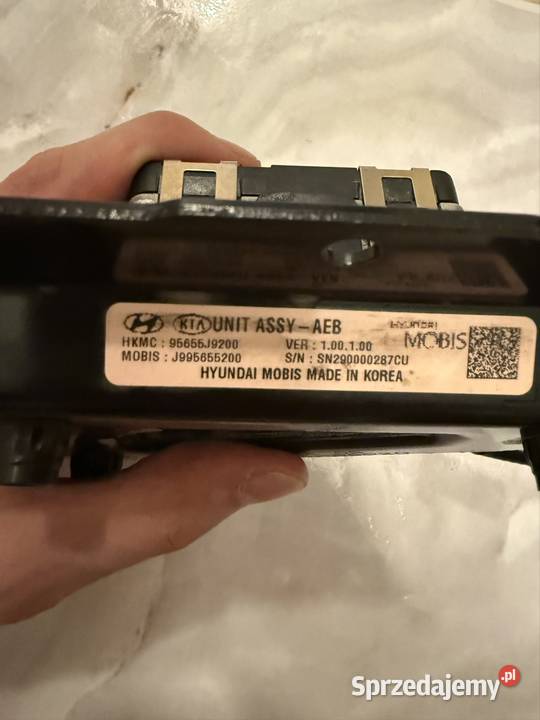 KIA UNIT ASSY-AEB
HKMC : 95655J9200
MOBIS : J995655200
VER : 1.00.1.00
S/N : SN290000287CU
HYUNDAI MOBIS MADE IN KOREA
HYUNDAI
MOBIS
Sprzedajemy.pl